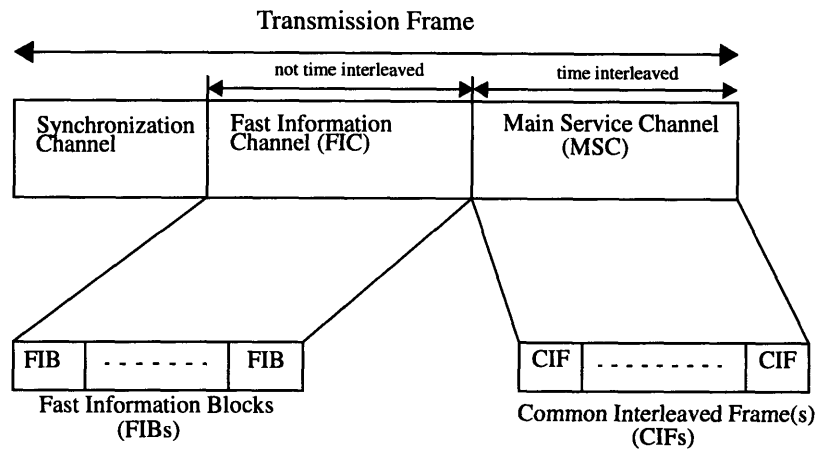 Transmission Frame
not time interleaved
time interleaved
Synchronization
Channel
Fast Information
Channel (FIC)
Main Service Channel
(MSC)
FIB
FIB
CIF
CIF
Fast Information Blocks
(FIBs)
Common Interleaved Frame(s)
(CIFs)